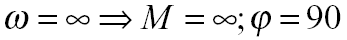 ω = ∞ ⇒ M = ∞; φ = 90